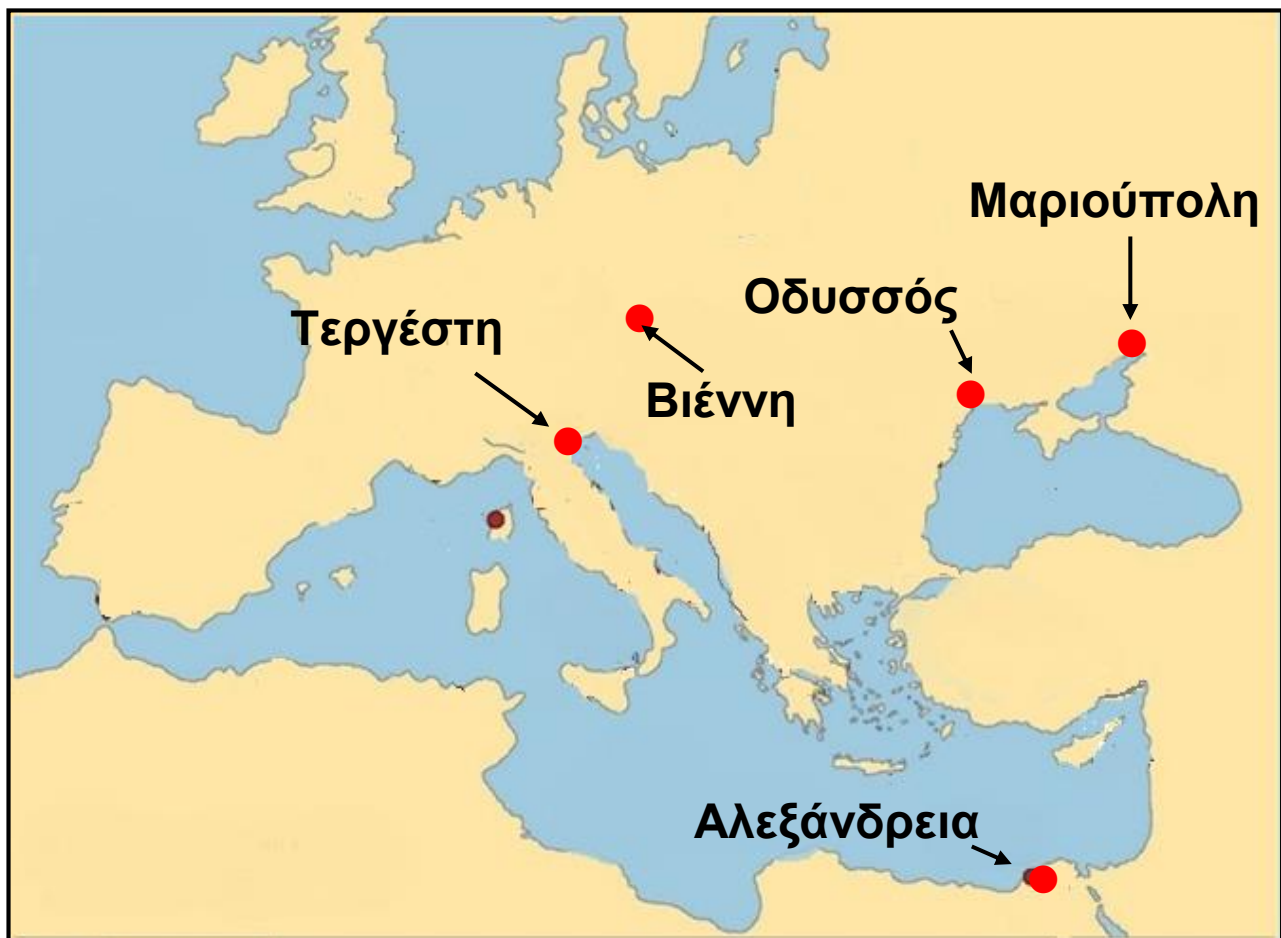 Μαριούπολη
Οδυσσός
Τεργέστη
Βιέννη
Αλεξάνδρεια